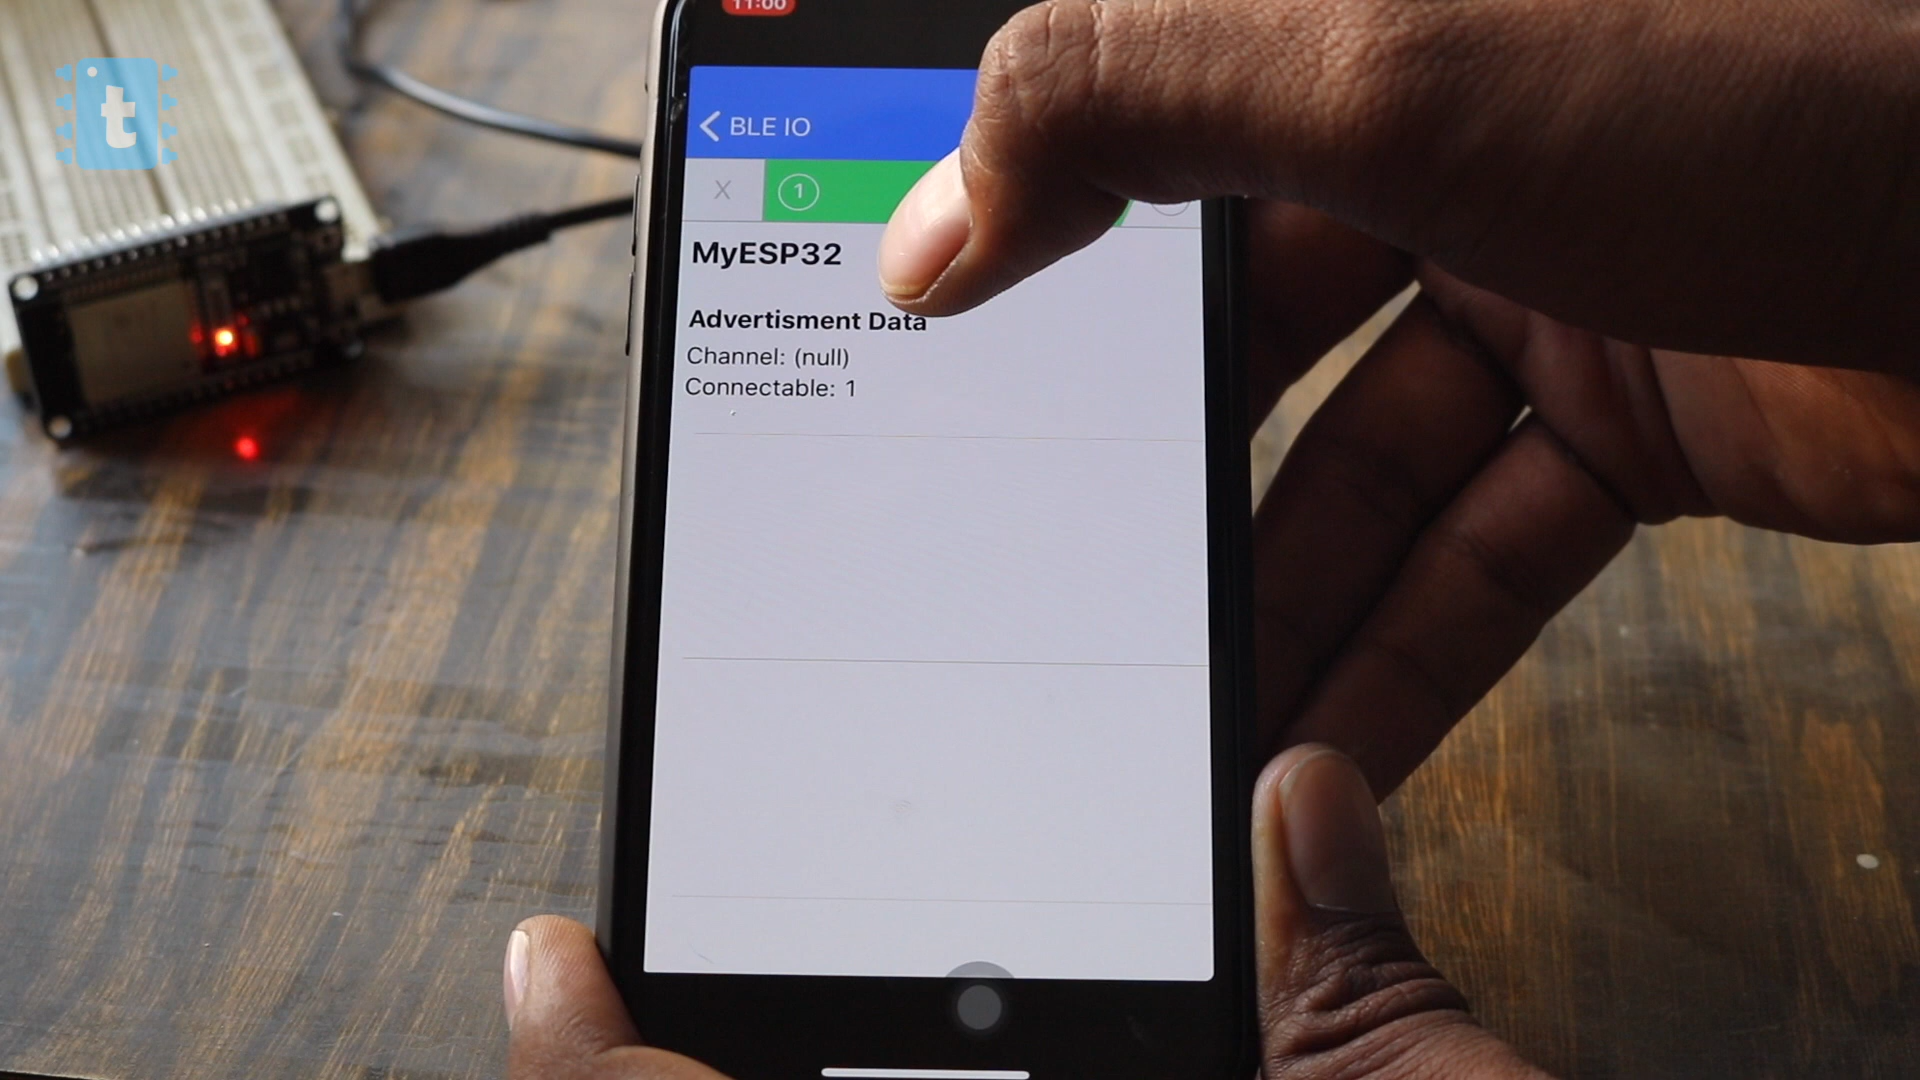 11:00
t
BLE IO
X 1
MyESP32
Advertisment Data
Channel: (null)
Connectable: 1